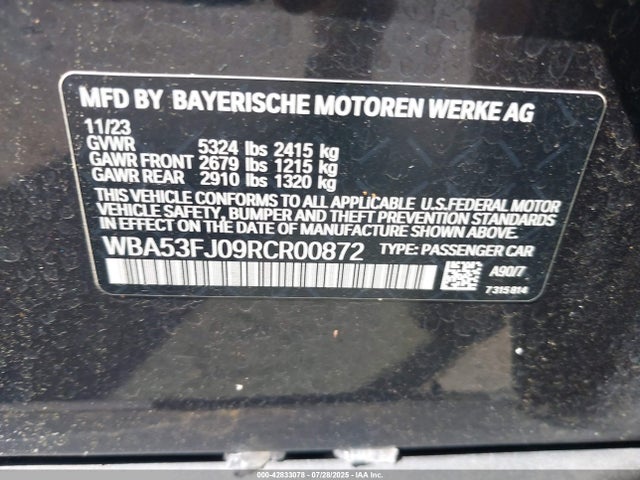 MFD BY BAYERISCHE MOTOREN WERKE AG
11/23
GVWR 5324 lbs 2415 kg
GAWR FRONT 2679 lbs 1215 kg
GAWR REAR 2910 lbs 1320 kg
THIS VEHICLE CONFORMS TO ALL APPLICABLE U.S.FEDERAL MOTOR
VEHICLE SAFETY, BUMPER AND THEFT PREVENTION STANDARDS
IN EFFECT ON THE DATE OF MANUFACTURE SHOWN ABOVE
WBA53FJ09RCR00872 TYPE: PASSENGER CAR
A90/7
7315814
000-42833078 - 07/28/2025 - IAAI/USA